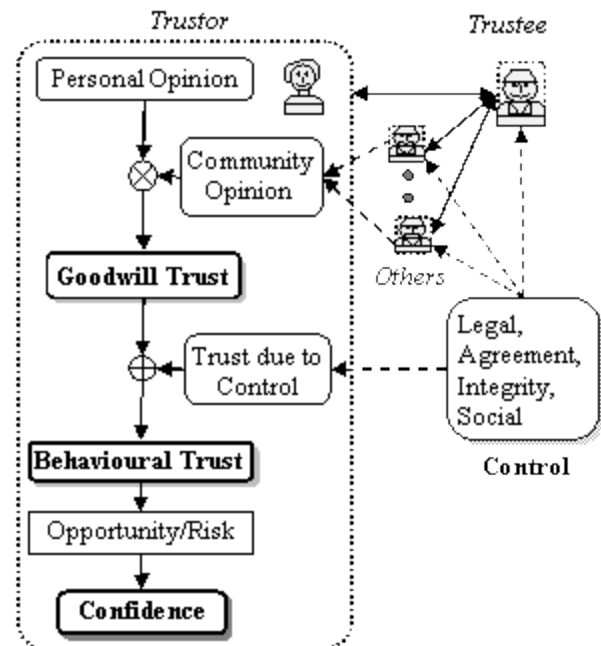 Trustor
Trustee
Personal Opinion
Community
Opinion
Goodwill Trust
Others
Trust due to
Control
Legal,
Agreement,
Integrity,
Social
Control
Behavioural Trust
Opportunity/Risk
Confidence